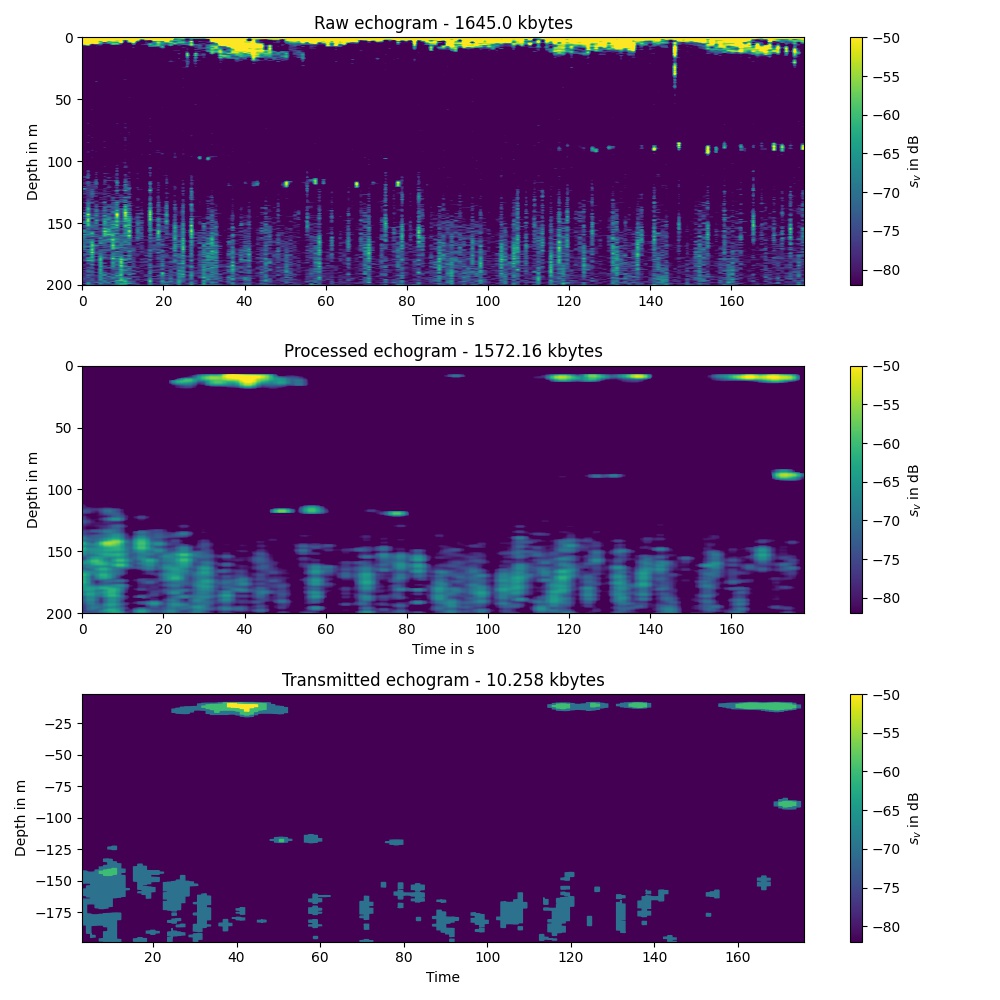 Raw echogram - 1645.0 kbytes
0
50
100
150
200
Depth in m
0 20 40 60 80 100 120 140 160
Time in s
−50
−55
−60
−65
−70
−75
−80
sv in dB
Processed echogram - 1572.16 kbytes
0
50
100
150
200
Depth in m
0 20 40 60 80 100 120 140 160
Time in s
−50
−55
−60
−65
−70
−75
−80
sv in dB
Transmitted echogram - 10.258 kbytes
−25
−50
−75
−100
−125
−150
−175
Depth in m
20 40 60 80 100 120 140 160
Time
−50
−55
−60
−65
−70
−75
−80
sv in dB